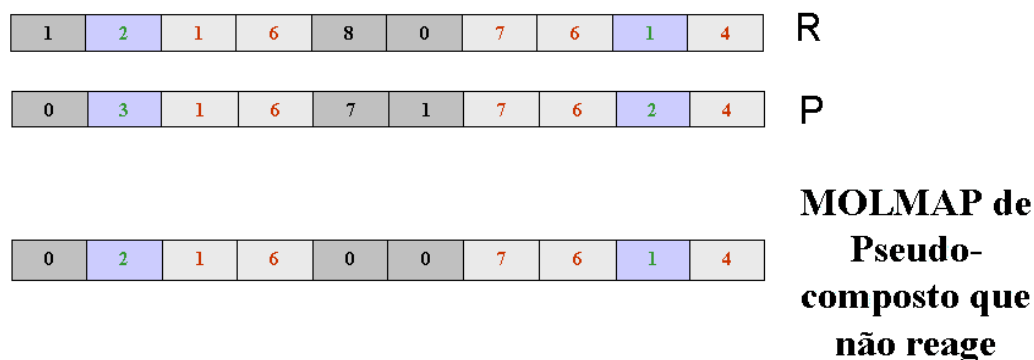 1 2 1 6 8 0 7 6 1 4 R
0 3 1 6 7 1 7 6 2 4 P
0 2 1 6 0 0 7 6 1 4
MOLMAP de
Pseudo-
composto que
não reage